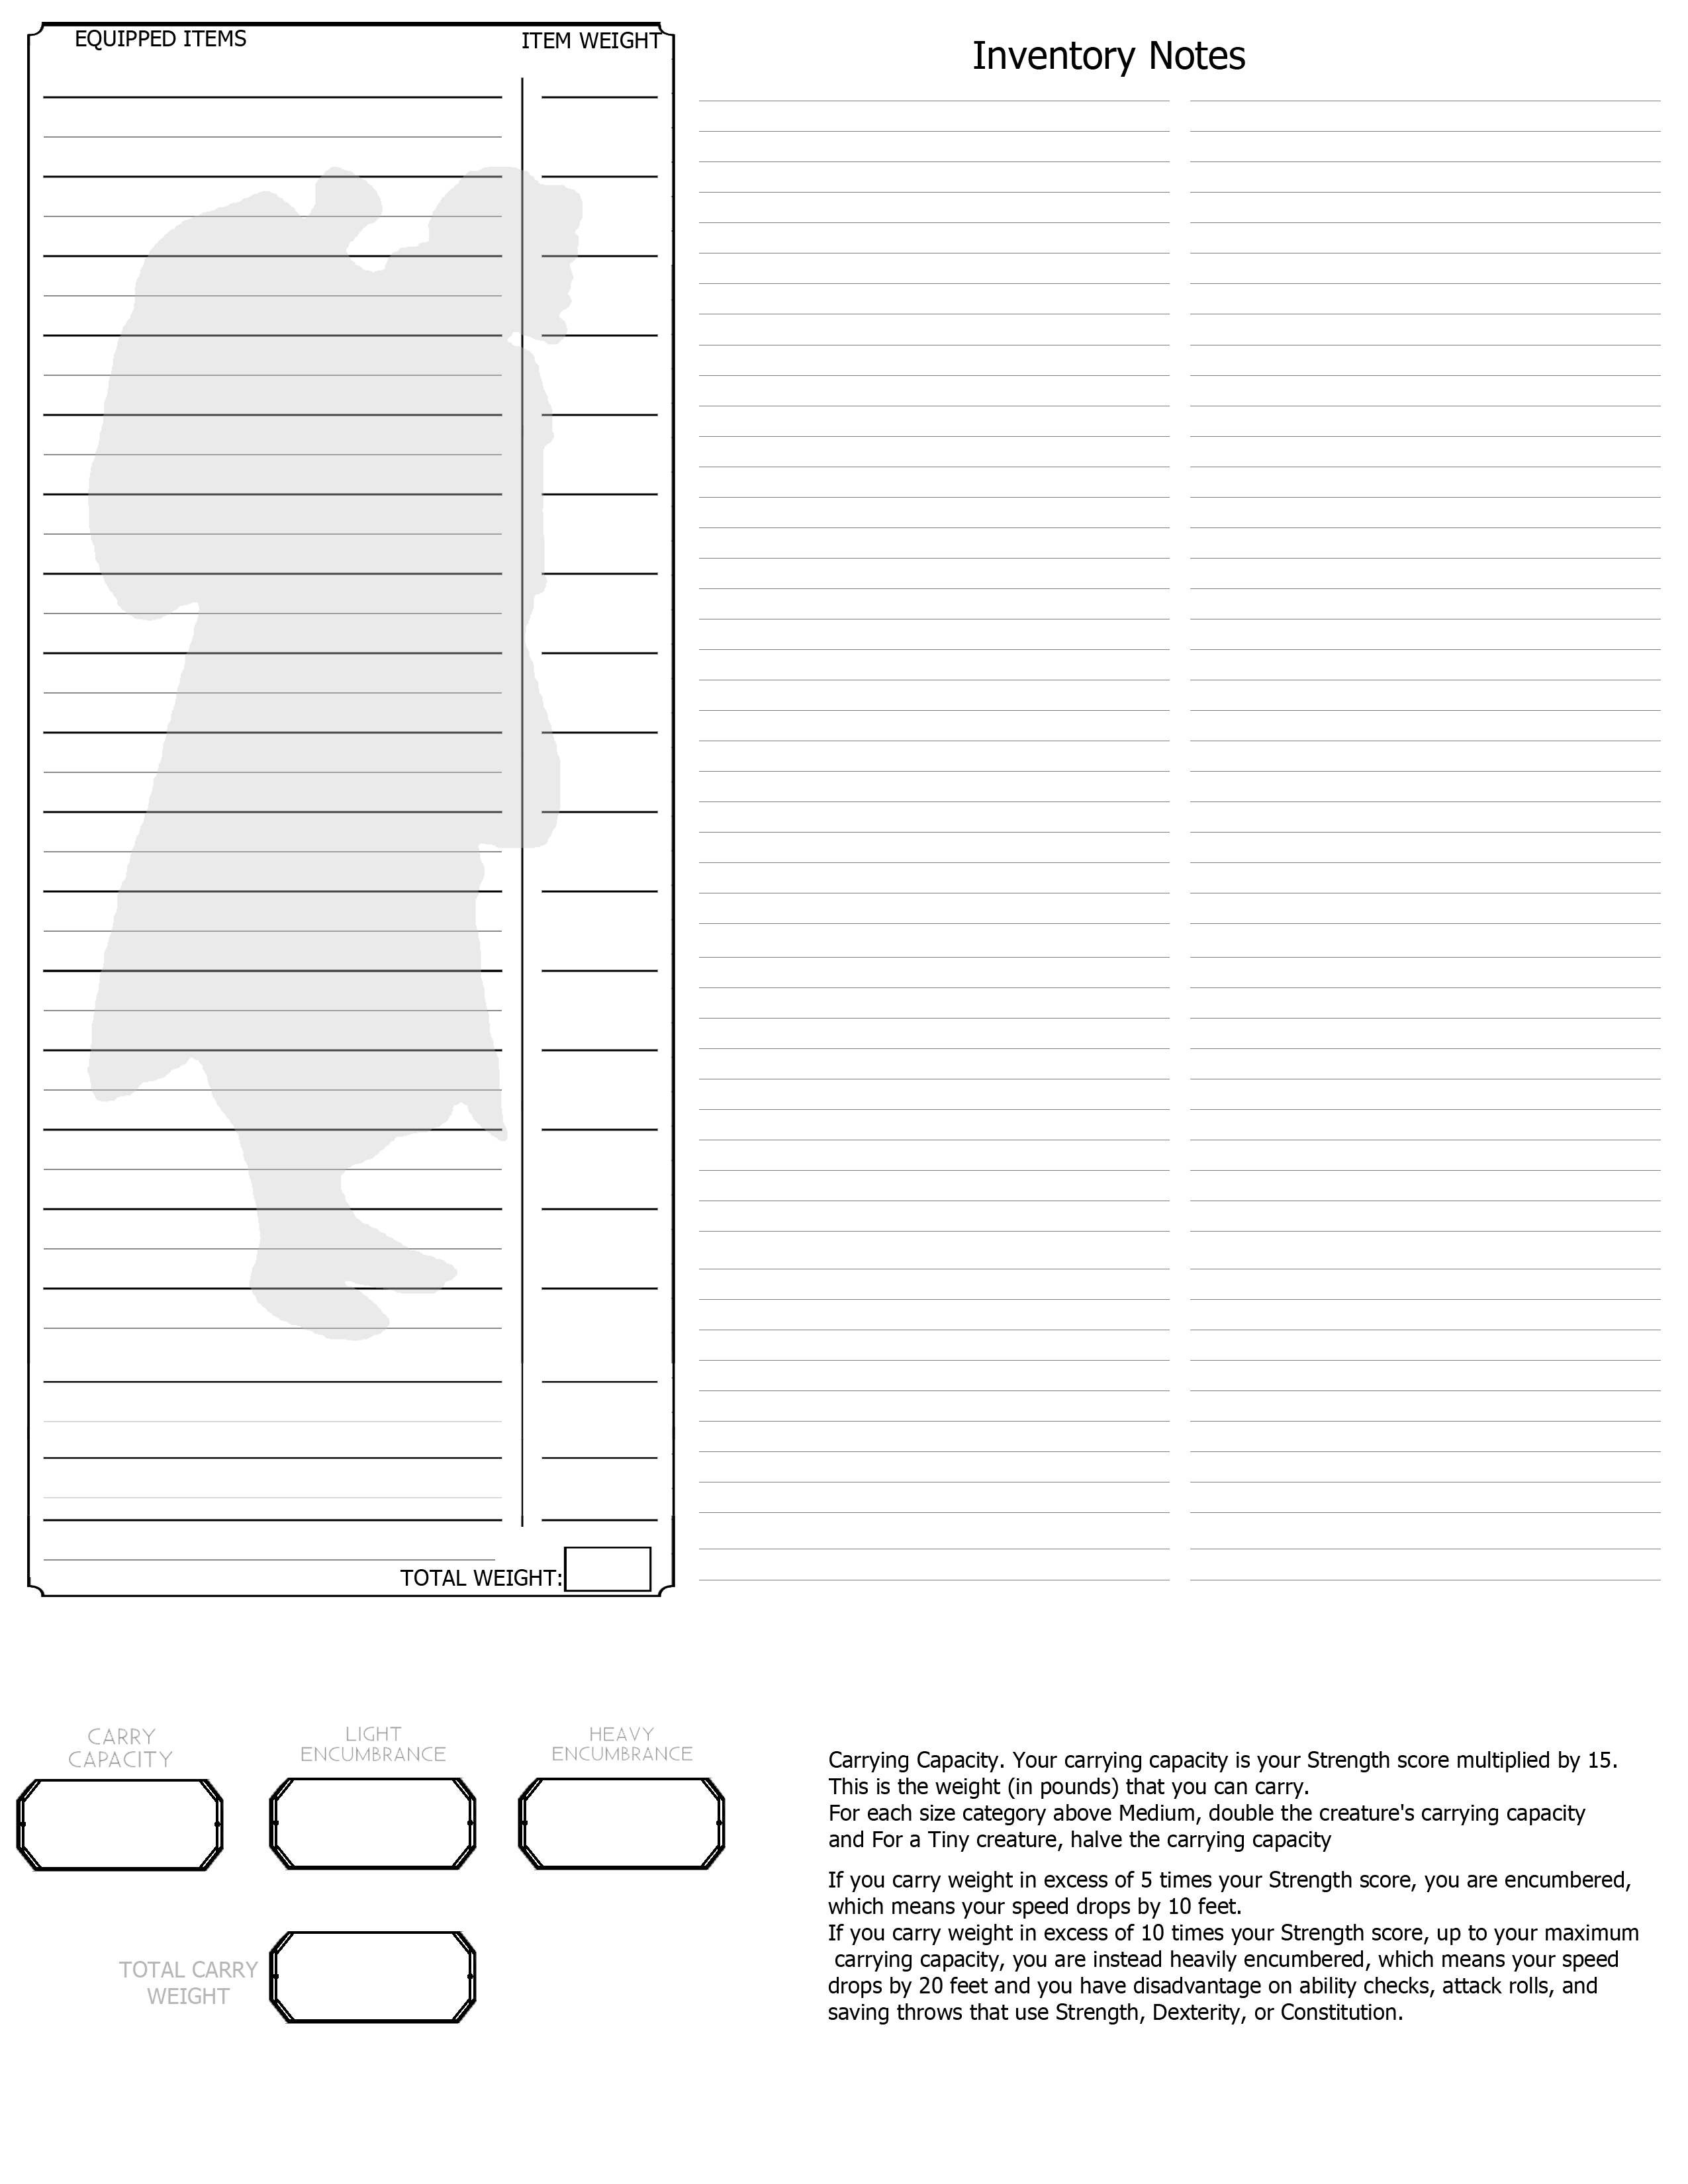 EQUIPPED ITEMS
ITEM WEIGHT
Inventory Notes
TOTAL WEIGHT:
CARRY
CAPACITY
LIGHT
ENCUMBRANCE
HEAVY
ENCUMBRANCE
TOTAL CARRY
WEIGHT
Carrying Capacity. Your carrying capacity is your Strength score multiplied by 15.
This is the weight (in pounds) that you can carry.
For each size category above Medium, double the creature's carrying capacity
and For a Tiny creature, halve the carrying capacity
If you carry weight in excess of 5 times your Strength score, you are encumbered,
which means your speed drops by 10 feet.
If you carry weight in excess of 10 times your Strength score, up to your maximum
carrying capacity, you are instead heavily encumbered, which means your speed
drops by 20 feet and you have disadvantage on ability checks, attack rolls, and
saving throws that use Strength, Dexterity, or Constitution.